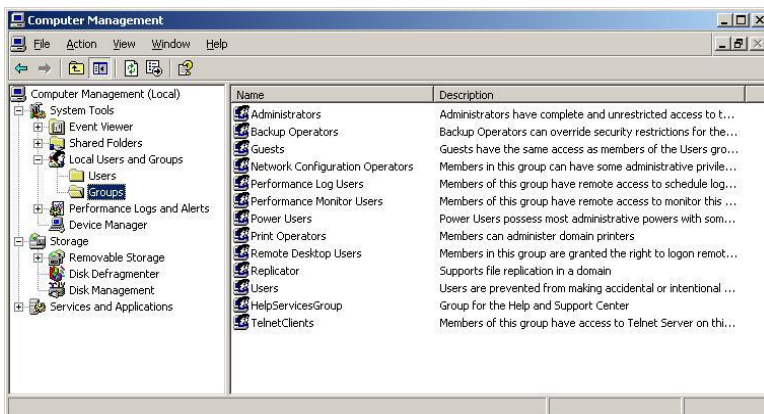 Computer Management
File Action View Window Help
Computer Management (Local)
System Tools
Event Viewer
Shared Folders
Local Users and Groups
Users
Groups
Performance Logs and Alerts
Device Manager
Storage
Removable Storage
Disk Defragmenter
Disk Management
Services and Applications
Name Description
Administrators Administrators have complete and unrestricted access to t...
Backup Operators Backup Operators can override security restrictions for the...
Guests Guests have the same access as members of the Users gro...
Network Configuration Operators Members in this group can have some administrative privile...
Performance Log Users Members of this group have remote access to schedule log...
Performance Monitor Users Members of this group have remote access to monitor this ...
Power Users Power Users possess most administrative powers with som...
Print Operators Members can administer domain printers
Remote Desktop Users Members in this group are granted the right to logon remot...
Replicator Supports file replication in a domain
Users Users are prevented from making accidental or intentional ...
HelpServicesGroup Group for the Help and Support Center
TelnetClients Members of this group have access to Telnet Server on thi...